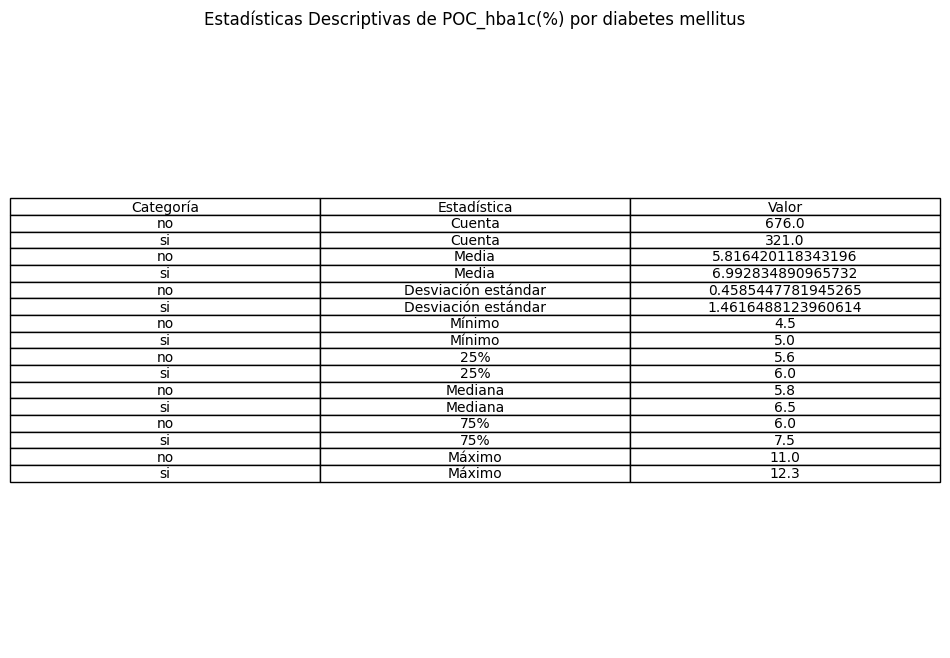 Estadísticas Descriptivas de POC_hba1c(%) por diabetes mellitus
Categoría Estadística Valor
no Cuenta 676.0
si Cuenta 321.0
no Media 5.816420118343196
si Media 6.992834890965732
no Desviación estándar 0.4585447781945265
si Desviación estándar 1.4616488123960614
no Mínimo 4.5
si Mínimo 5.0
no 25% 5.6
si 25% 6.0
no Mediana 5.8
si Mediana 6.5
no 75% 6.0
si 75% 7.5
no Máximo 11.0
si Máximo 12.3